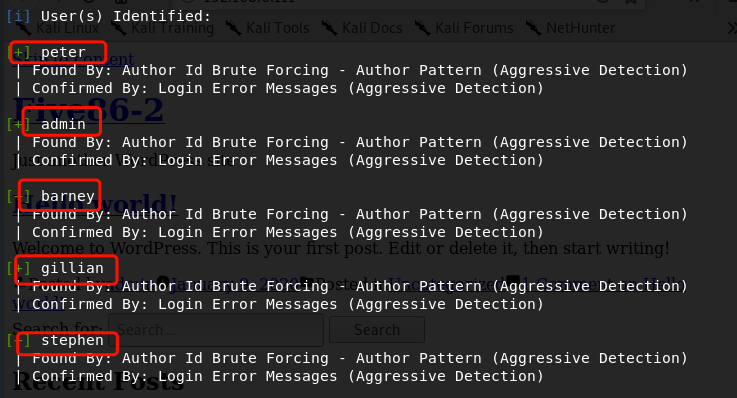 [i] User(s) Identified:
Kali Linux Kali Training Kali Tools Kali Docs Kali Forums NetHunter
[+] peter
| Found By: Author Id Brute Forcing - Author Pattern (Aggressive Detection)
| Confirmed By: Login Error Messages (Aggressive Detection)
Five86-2
[+] admin
| Found By: Author Id Brute Forcing - Author Pattern (Aggressive Detection)
| Confirmed By: Login Error Messages (Aggressive Detection)
[+] barney
Hello world!
| Found By: Author Id Brute Forcing - Author Pattern (Aggressive Detection)
| Confirmed By: Login Error Messages (Aggressive Detection)
Welcome to WordPress. This is your first post. Edit or delete it, then start writing!
[+] gillian
| Found By: Author Id Brute Forcing - Author Pattern (Aggressive Detection)
| Confirmed By: Login Error Messages (Aggressive Detection)
Search for: Search … Search
[+] stephen
| Found By: Author Id Brute Forcing - Author Pattern (Aggressive Detection)
| Confirmed By: Login Error Messages (Aggressive Detection)
Recent Posts